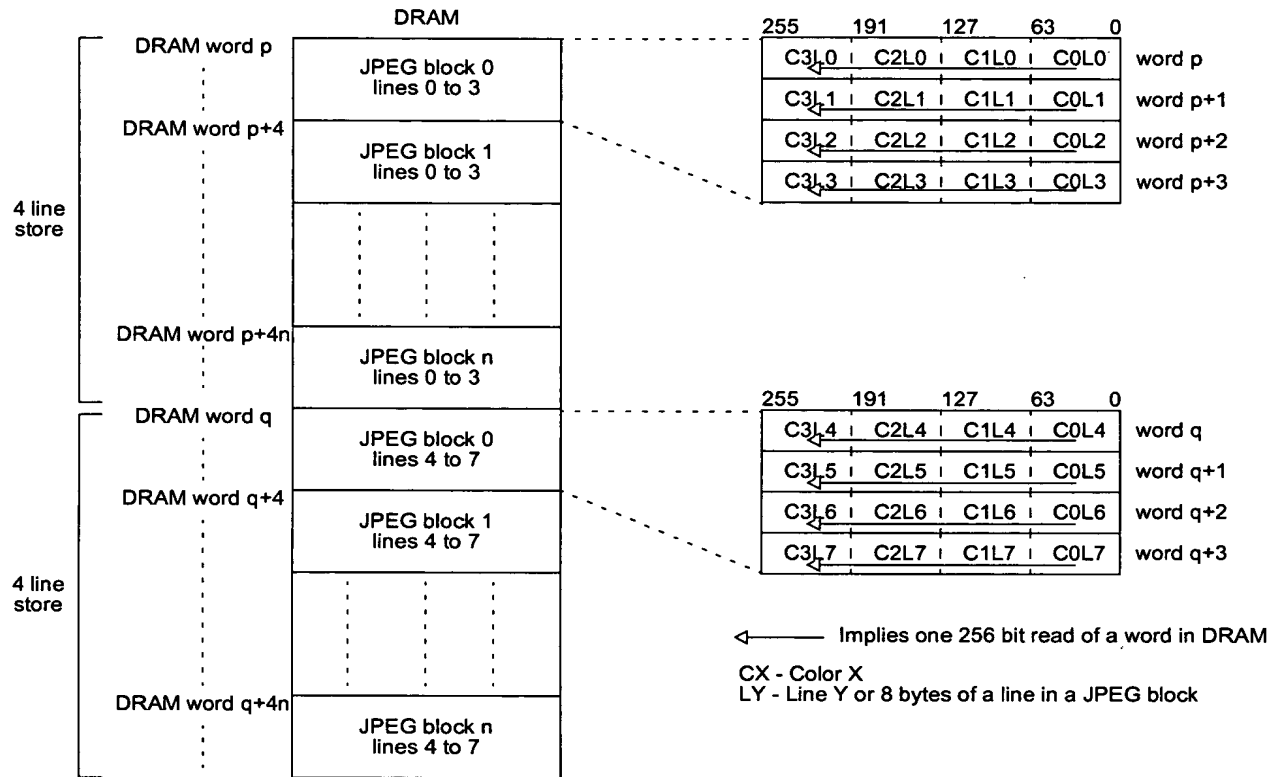 DRAM
DRAM word p
JPEG block 0
lines 0 to 3
DRAM word p+4
JPEG block 1
lines 0 to 3
4 line
store
DRAM word p+4n
JPEG block n
lines 0 to 3
DRAM word q
JPEG block 0
lines 4 to 7
DRAM word q+4
JPEG block 1
lines 4 to 7
4 line
store
DRAM word q+4n
JPEG block n
lines 4 to 7
255 191 127 63 0
C3L0 C2L0 C1L0 C0L0 word p
C3L1 C2L1 C1L1 C0L1 word p+1
C3L2 C2L2 C1L2 C0L2 word p+2
C3L3 C2L3 C1L3 C0L3 word p+3
255 191 127 63 0
C3L4 C2L4 C1L4 C0L4 word q
C3L5 C2L5 C1L5 C0L5 word q+1
C3L6 C2L6 C1L6 C0L6 word q+2
C3L7 C2L7 C1L7 C0L7 word q+3
Implies one 256 bit read of a word in DRAM
CX - Color X
LY - Line Y or 8 bytes of a line in a JPEG block